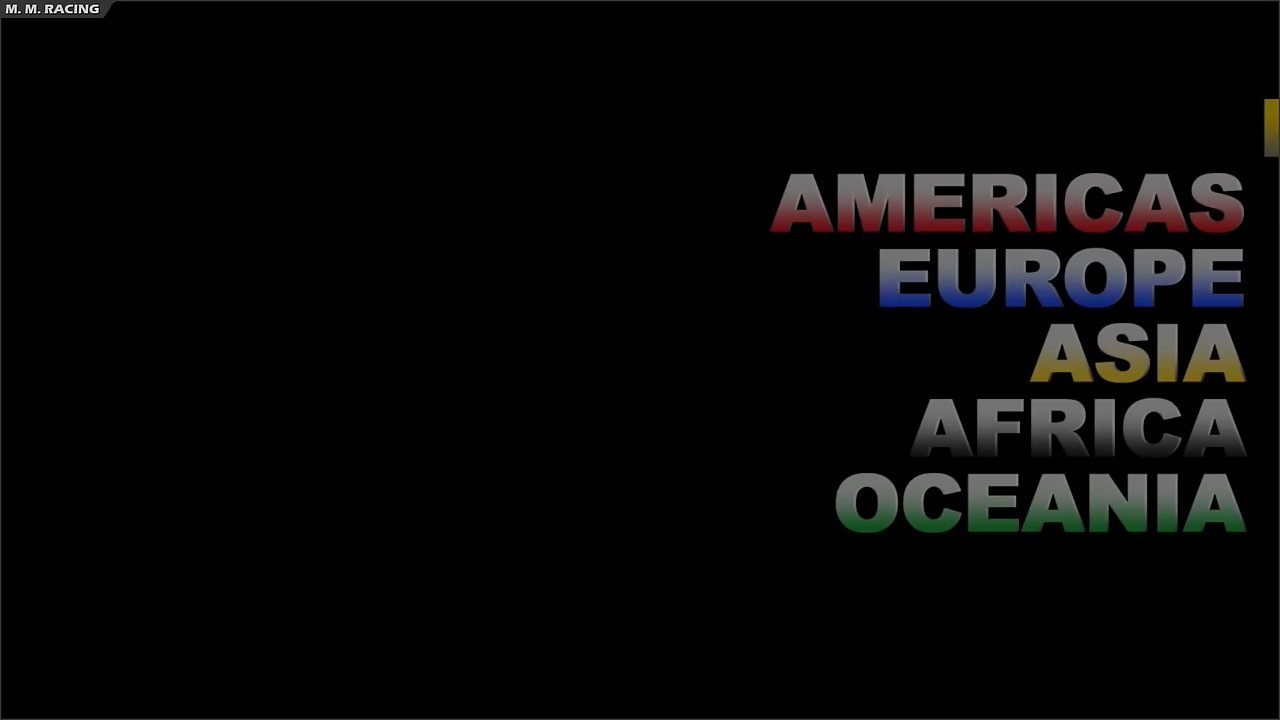 M. M. RACING
AMERICAS
EUROPE
ASIA
AFRICA
OCEANIA